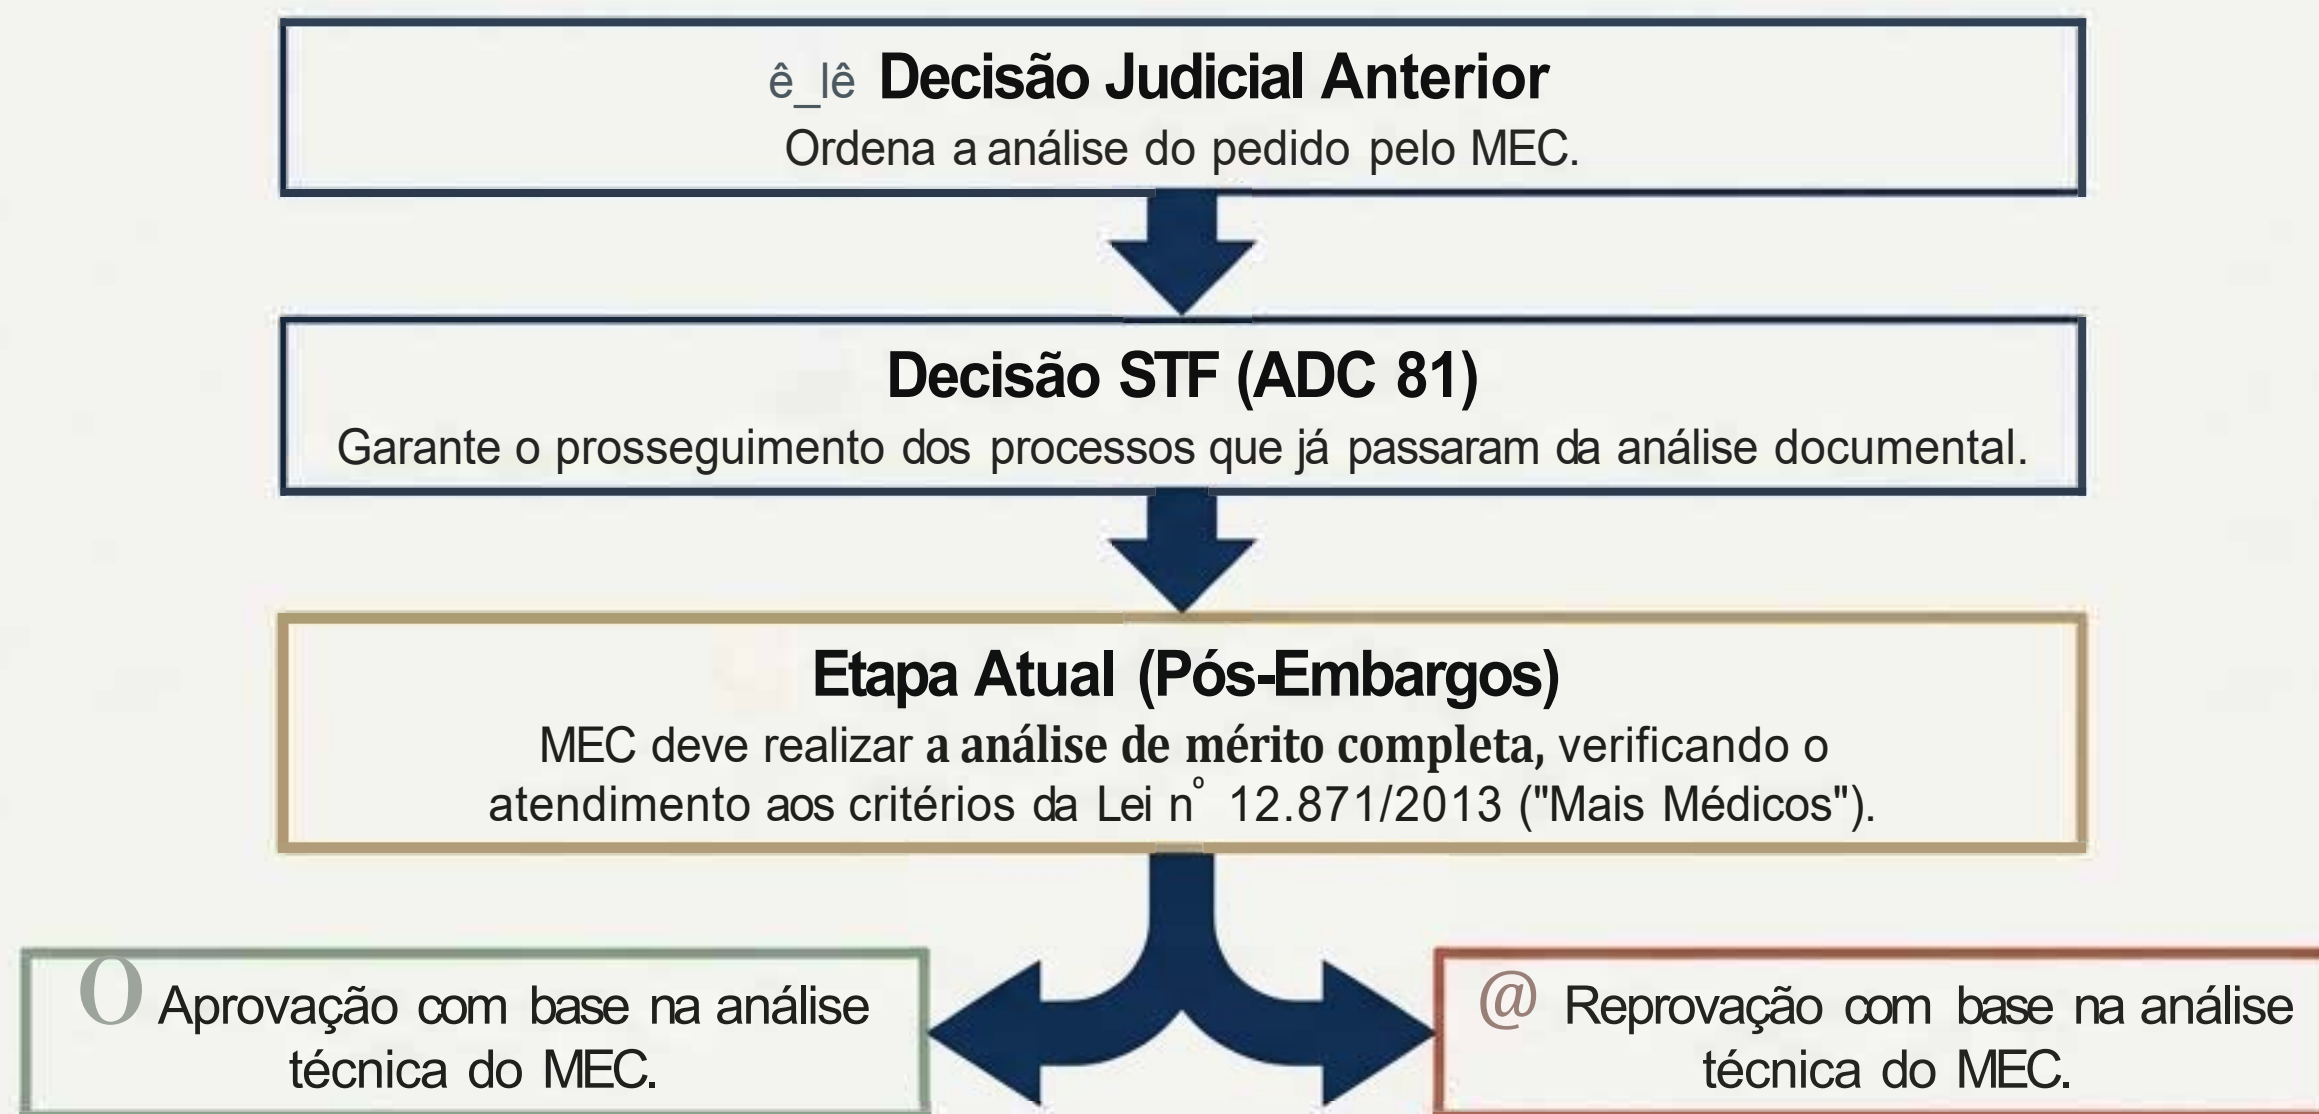 ê_lê Decisão Judicial Anterior
Ordena a análise do pedido pelo MEC.
Decisão STF (ADC 81)
Garante o prosseguimento dos processos que já passaram da análise documental.
Etapa Atual (Pós-Embargos)
MEC deve realizar a análise de mérito completa, verificando o
atendimento aos critérios da Lei nº 12.871/2013 ("Mais Médicos").
O Aprovação com base na análise
técnica do MEC.
@ Reprovação com base na análise
técnica do MEC.